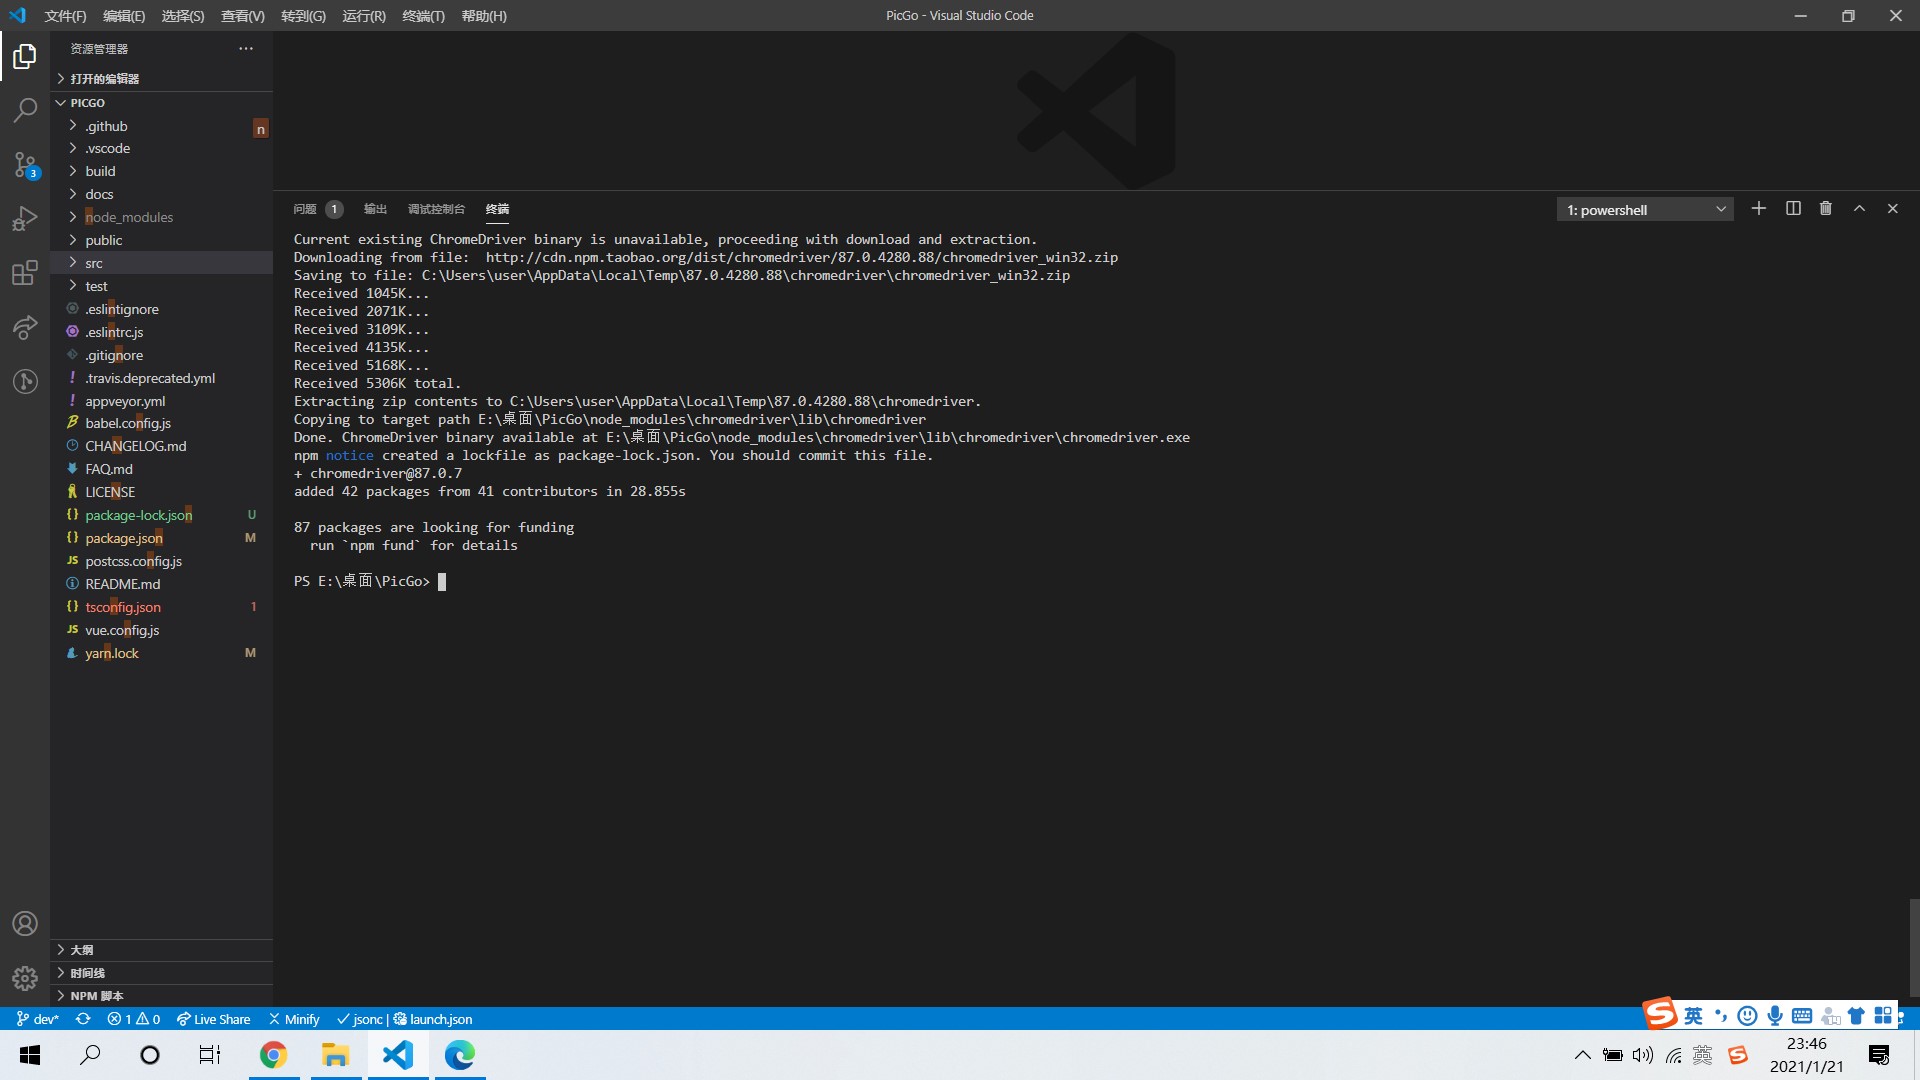 文件(F) 编辑(E) 选择(S) 查看(V) 转到(G) 运行(R) 终端(T) 帮助(H)
PicGo - Visual Studio Code
资源管理器
打开的编辑器
PICGO
.github
n
.vscode
build
docs
node_modules
public
src
test
.eslintignore
.eslintrc.js
.gitignore
.travis.deprecated.yml
appveyor.yml
babel.config.js
CHANGELOG.md
FAQ.md
LICENSE
package-lock.json U
package.json M
postcss.config.js
README.md
tsconfig.json 1
vue.config.js
yarn.lock M
大纲
时间线
NPM 脚本
3
问题 1 输出 调试控制台 终端
1: powershell
Current existing ChromeDriver binary is unavailable, proceeding with download and extraction.
Downloading from file:  http://cdn.npm.taobao.org/dist/chromedriver/87.0.4280.88/chromedriver_win32.zip
Saving to file: C:\Users\user\AppData\Local\Temp\87.0.4280.88\chromedriver\chromedriver_win32.zip
Received 1045K...
Received 2071K...
Received 3109K...
Received 4135K...
Received 5168K...
Received 5306K total.
Extracting zip contents to C:\Users\user\AppData\Local\Temp\87.0.4280.88\chromedriver.
Copying to target path E:\桌面\PicGo\node_modules\chromedriver\lib\chromedriver
Done. ChromeDriver binary available at E:\桌面\PicGo\node_modules\chromedriver\lib\chromedriver\chromedriver.exe
npm notice created a lockfile as package-lock.json. You should commit this file.
+ chromedriver@87.0.7
added 42 packages from 41 contributors in 28.855s
87 packages are looking for funding
run `npm fund` for details
PS E:\桌面\PicGo>
dev* 1 0 Live Share Minify jsonc | launch.json
英
英
23:46
2021/1/21